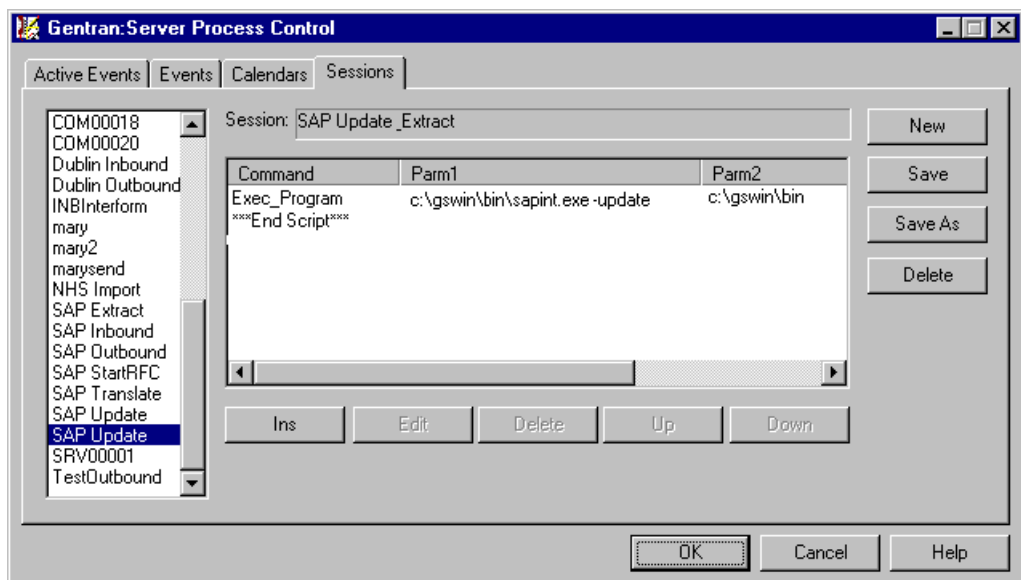 Gentran:Server Process Control
Active Events Events Calendars Sessions
COM00018
COM00020
Dublin Inbound
Dublin Outbound
INBInterform
mary
mary2
marysend
NHS Import
SAP Extract
SAP Inbound
SAP Outbound
SAP StartRFC
SAP Translate
SAP Update
SAP Update
SRV00001
TestOutbound
Session: SAP Update _Extract
Command Parm1 Parm2
Exec_Program c:\gswin\bin\sapint.exe -update c:\gswin\bin
***End Script***
Ins Edit Delete Up Down
New
Save
Save As
Delete
OK Cancel Help